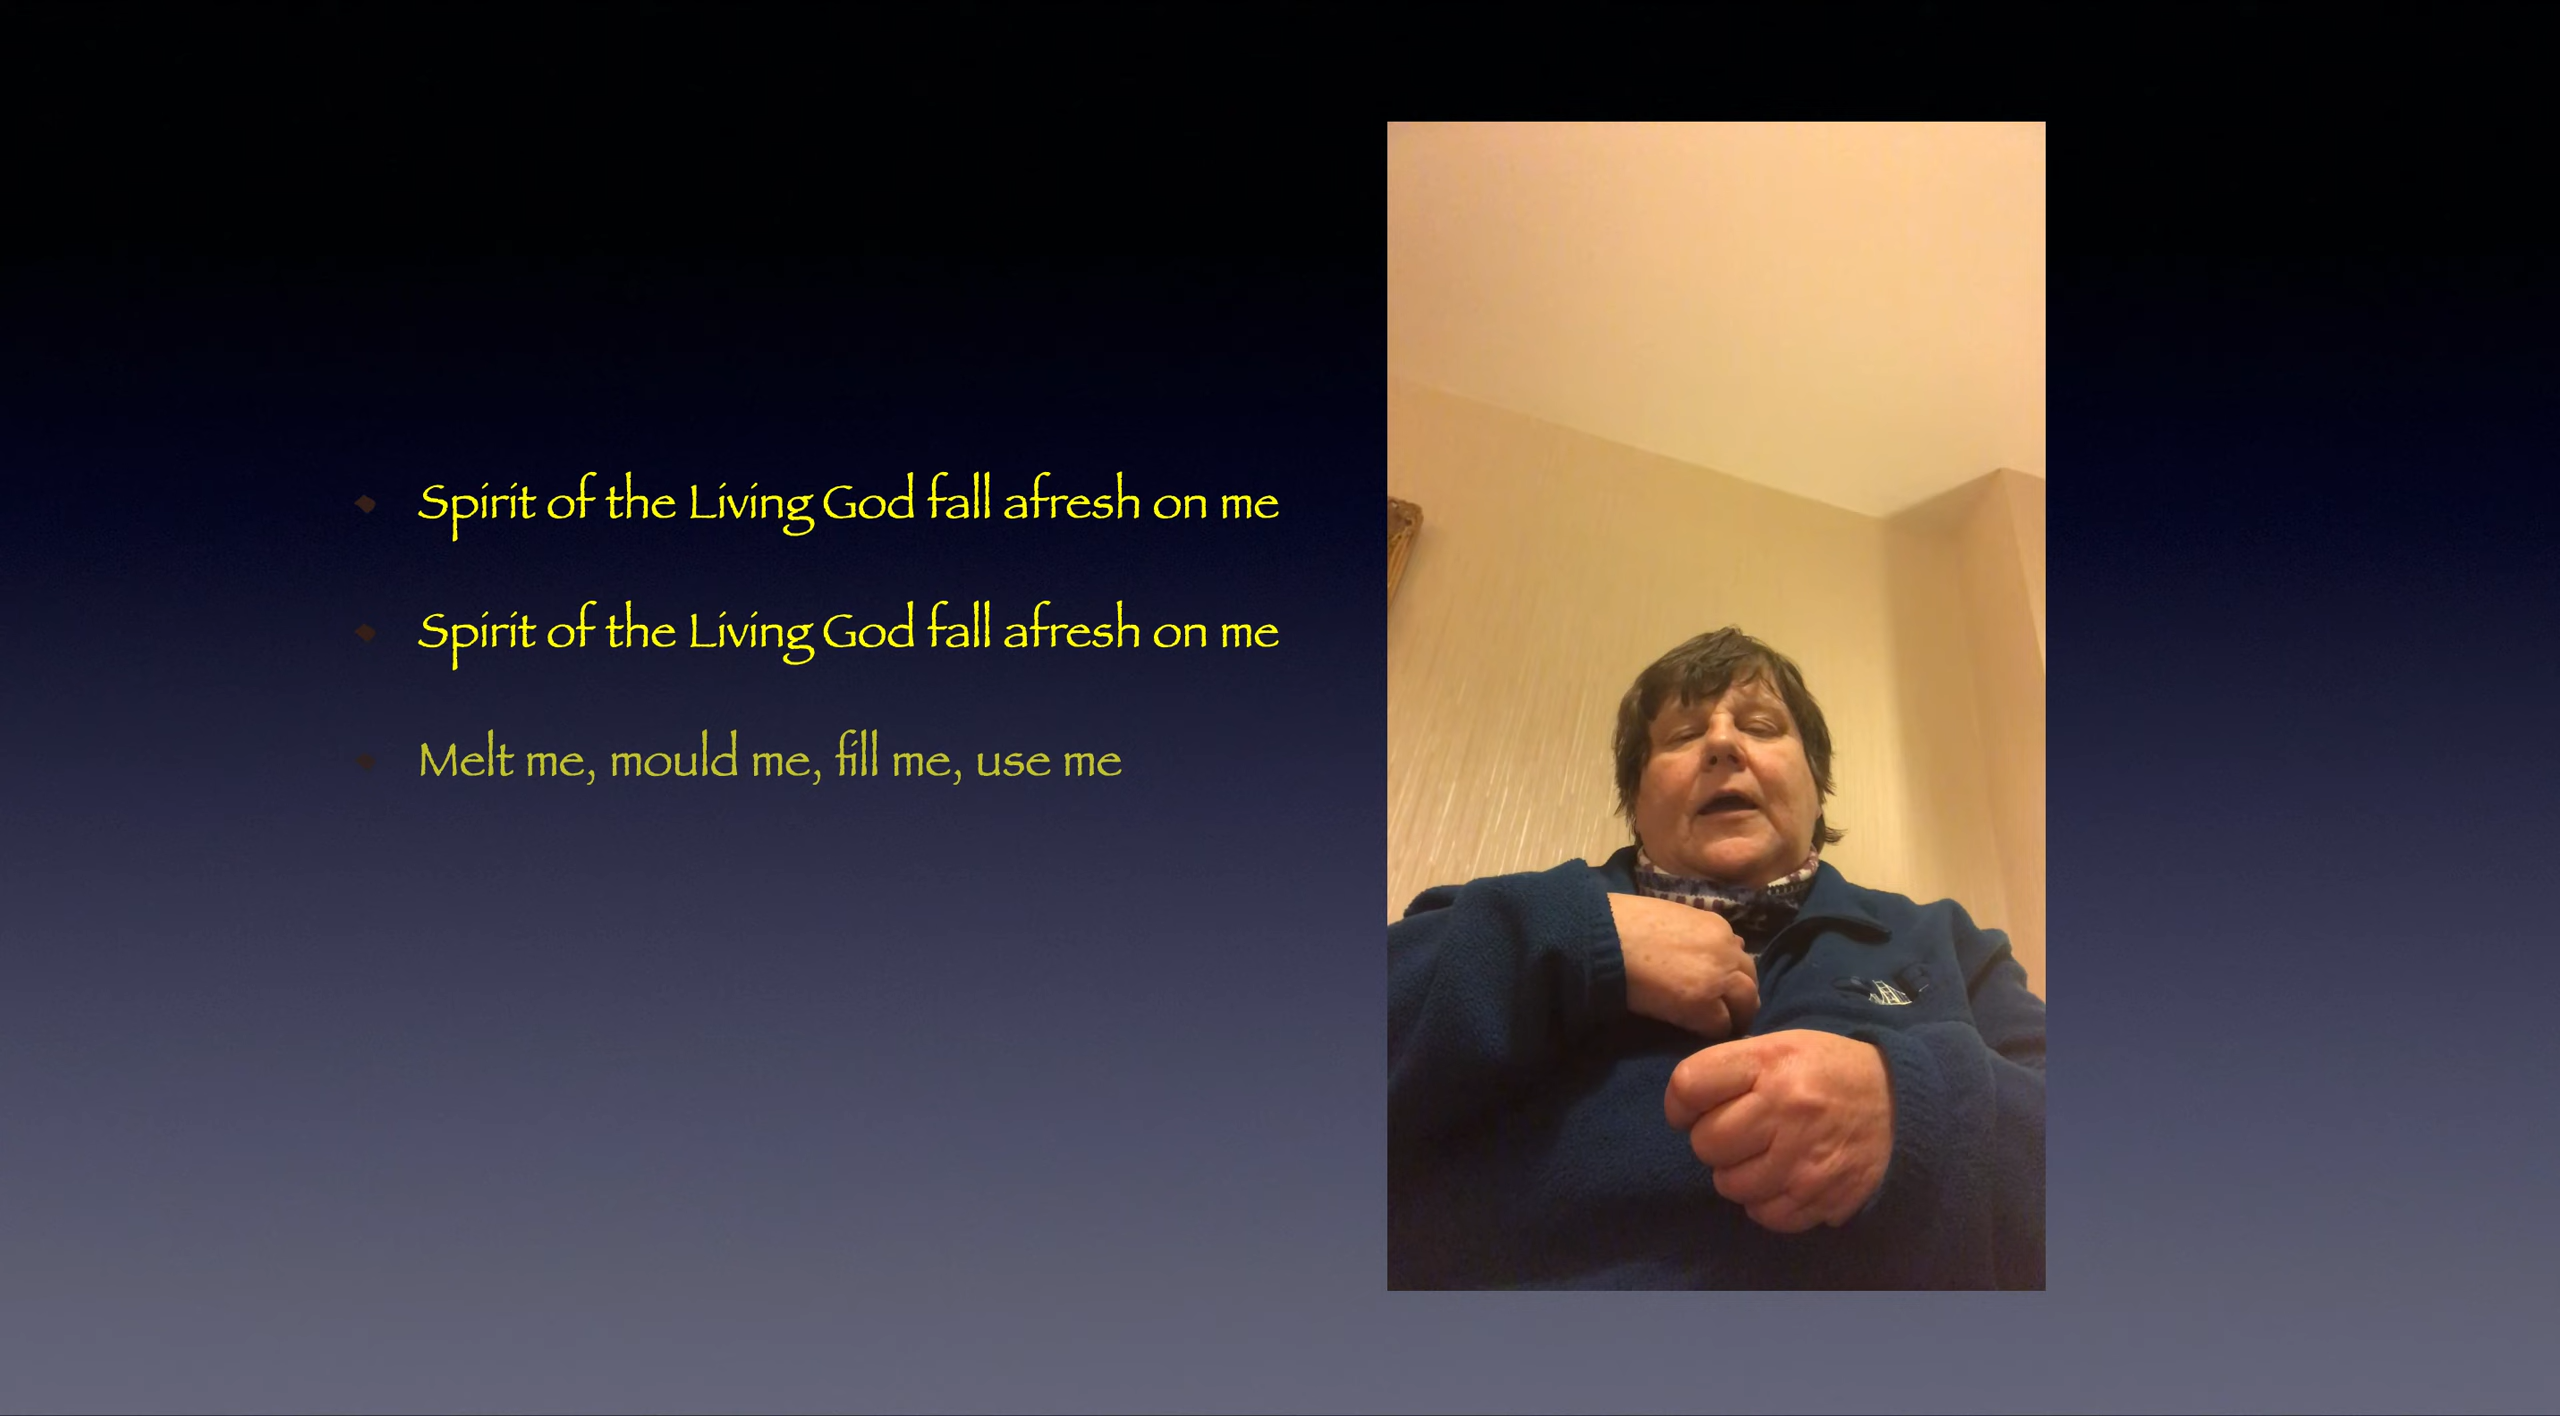 Spirit of the Living God fall afresh on me
Spirit of the Living God fall afresh on me
Melt me, mould me, fill me, use me